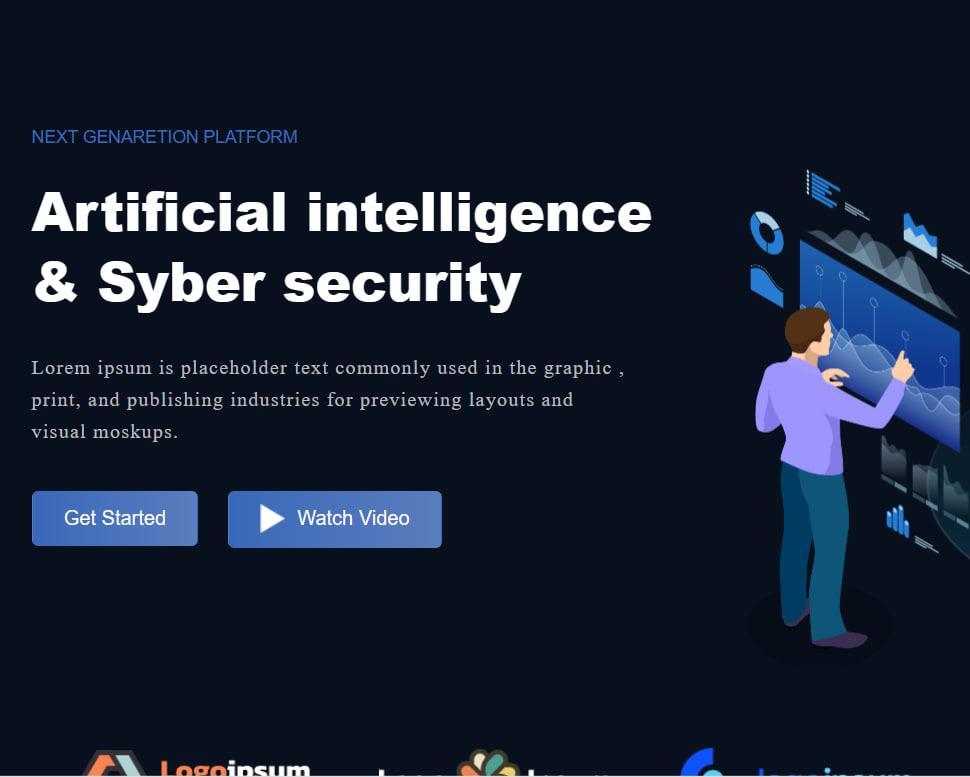 NEXT GENARETION PLATFORM
Artificial intelligence
& Syber security
Lorem ipsum is placeholder text commonly used in the graphic ,
print, and publishing industries for previewing layouts and
visual moskups.
Get Started
Watch Video
Logoipsum